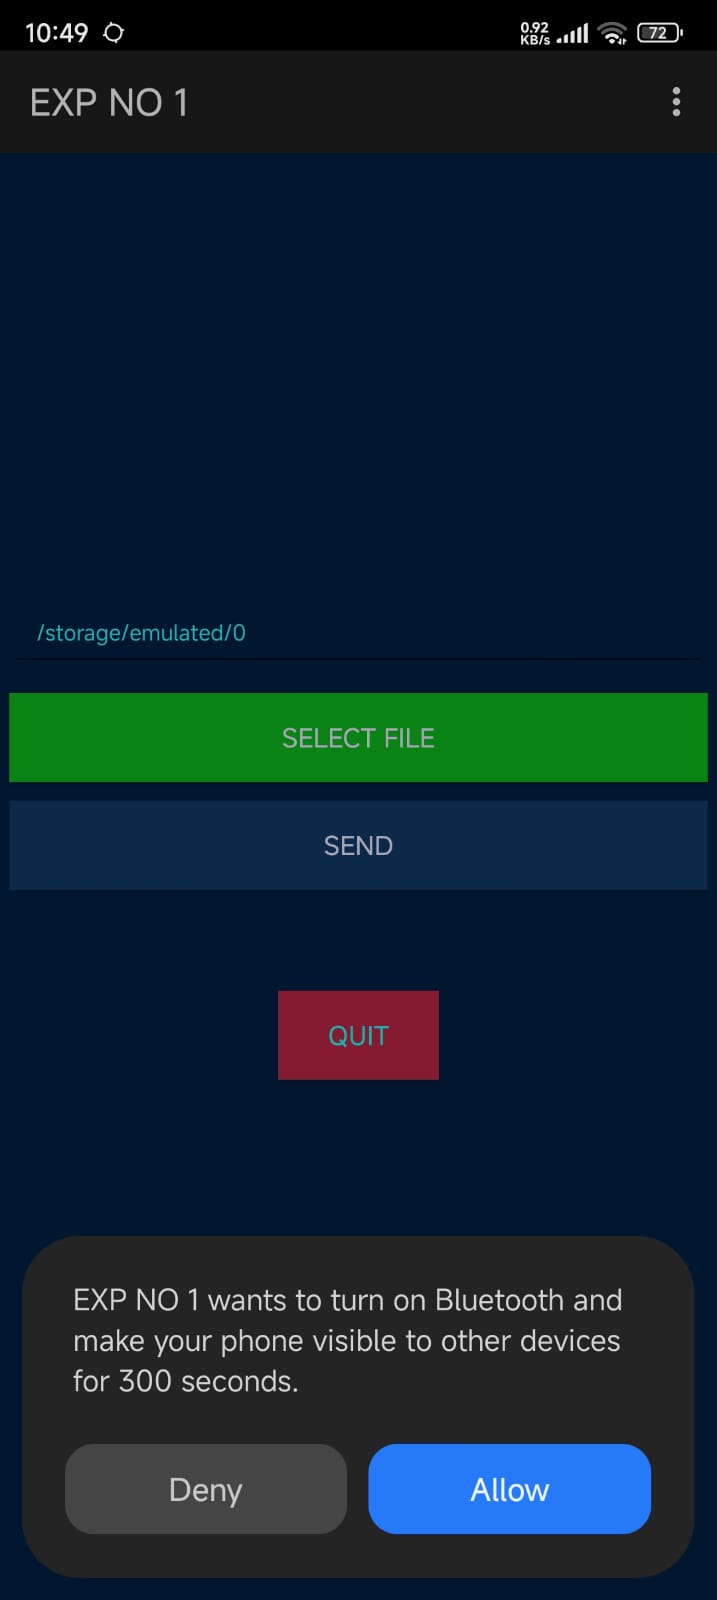 10:49
0.92
KB/s
72
EXP NO 1
/storage/emulated/0
SELECT FILE
SEND
QUIT
EXP NO 1 wants to turn on Bluetooth and
make your phone visible to other devices
for 300 seconds.
Deny
Allow